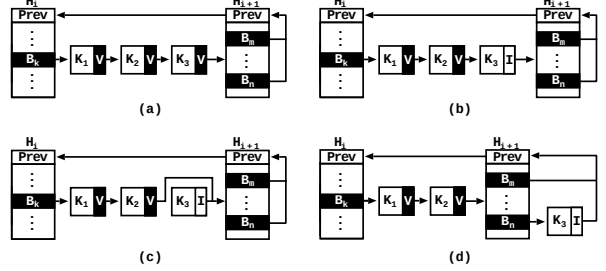 Hi Hi+1
Prev Prev
Bm
Bk K1 V K2 V K3 V
Bn
(a)
Hi Hi+1
Prev Prev
Bm
Bk K1 V K2 V K3 I
Bn
(b)
Hi Hi+1
Prev Prev
Bm
Bk K1 V K2 V K3 I
Bn
(c)
Hi Hi+1
Prev Prev
Bm
Bk K1 V K2 V
Bn K3 I
(d)